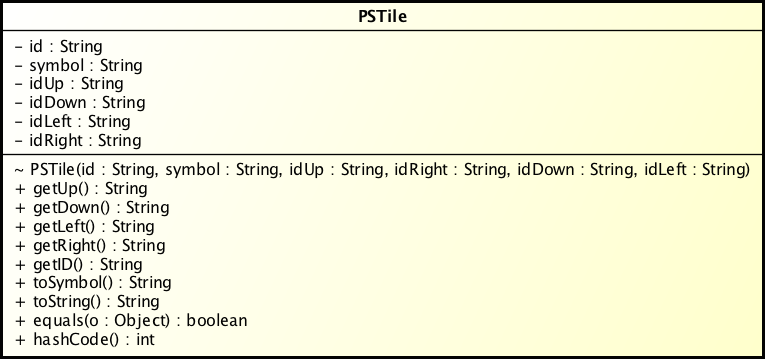 PSTile
- id : String
- symbol : String
- idUp : String
- idDown : String
- idLeft : String
- idRight : String
~ PSTile(id : String, symbol : String, idUp : String, idRight : String, idDown : String, idLeft : String)
+ getUp() : String
+ getDown() : String
+ getLeft() : String
+ getRight() : String
+ getID() : String
+ toSymbol() : String
+ toString() : String
+ equals(o : Object) : boolean
+ hashCode() : int